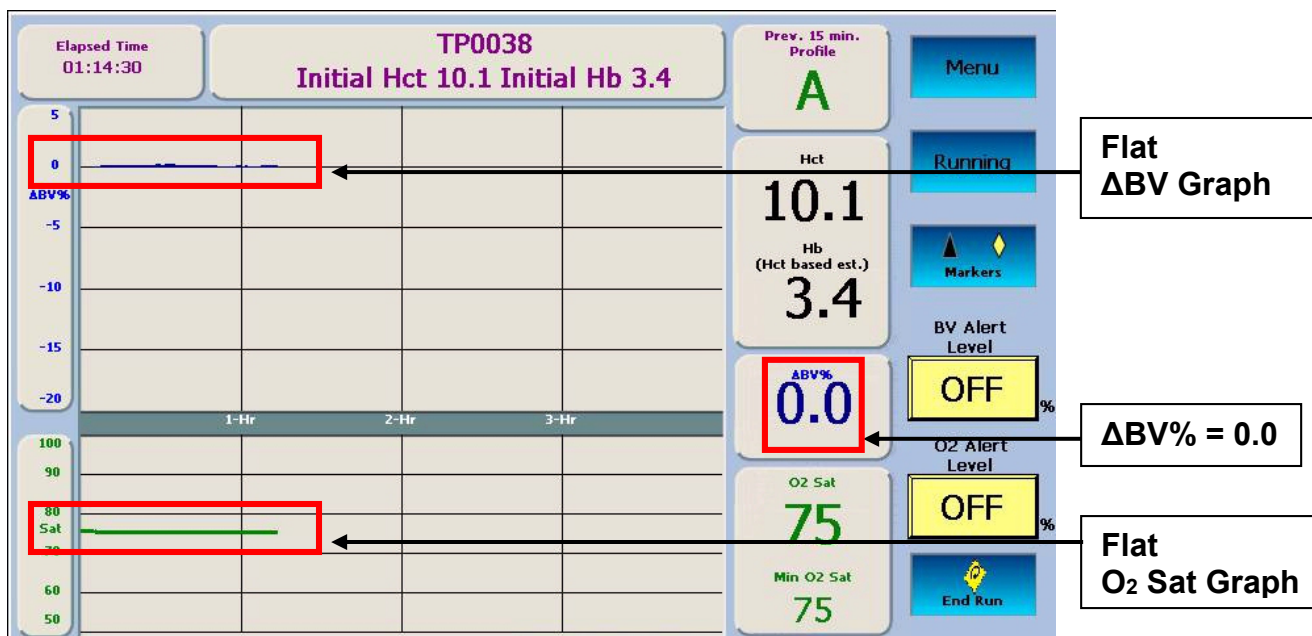 Elapsed Time
01:14:30
TP0038
Initial Hct 10.1 Initial Hb 3.4
Prev. 15 min.
Profile
A
Menu
5
0
ΔBV%
-5
-10
-15
-20
1-Hr
2-Hr
3-Hr
Hct
10.1
Hb
(Hct based est.)
3.4
Running
Markers
BV Alert
Level
OFF
%
ΔBV%
0.0
100
90
80
Sat
70
60
50
O2 Sat
75
Min O2 Sat
75
O2 Alert
Level
OFF
%
End Run
Flat
ΔBV Graph
ΔBV% = 0.0
Flat
O₂ Sat Graph